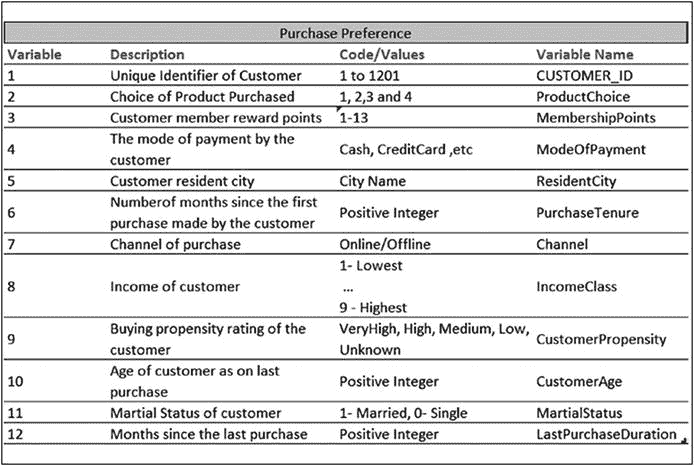 Purchase Preference
Variable Description Code/Values Variable Name
1 Unique Identifier of Customer 1 to 1201 CUSTOMER_ID
2 Choice of Product Purchased 1, 2,3 and 4 ProductChoice
3 Customer member reward points 1-13 MembershipPoints
4 The mode of payment by the
customer Cash, CreditCard ,etc ModeOfPayment
5 Customer resident city City Name ResidentCity
6 Numberof months since the first
purchase made by the customer Positive Integer PurchaseTenure
7 Channel of purchase Online/Offline Channel
8 Income of customer 1- Lowest
...
9 - Highest IncomeClass
9 Buying propensity rating of the
customer VeryHigh, High, Medium, Low,
Unknown CustomerPropensity
10 Age of customer as on last
purchase Positive Integer CustomerAge
11 Martial Status of customer 1- Married, 0- Single MartialStatus
12 Months since the last purchase Positive Integer LastPurchaseDuration